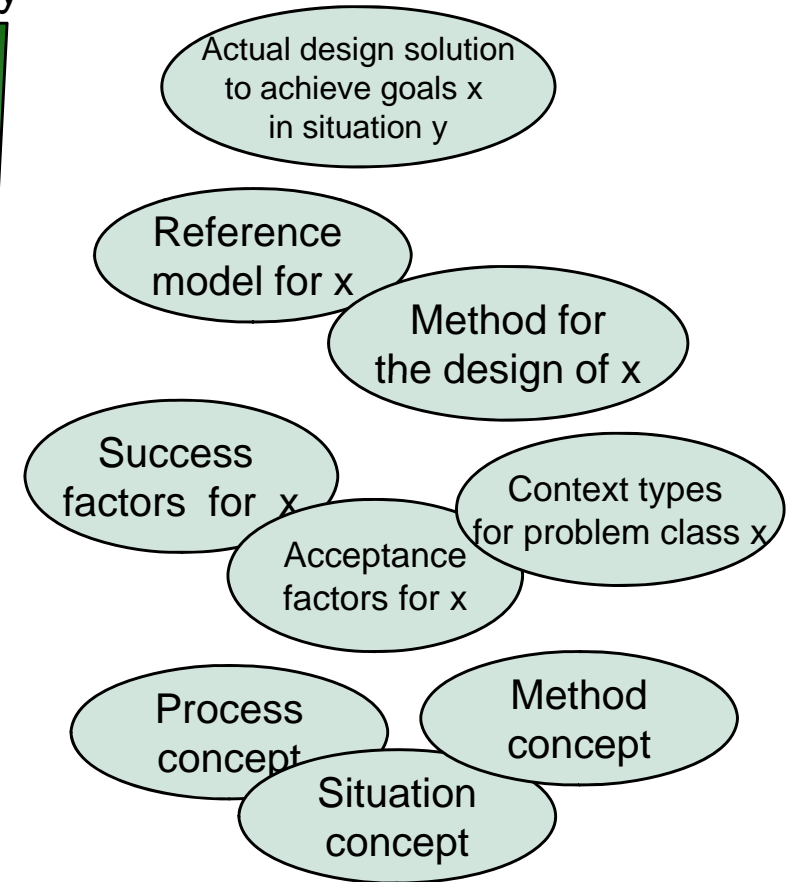 y
Actual design solution
to achieve goals x
in situation y
Reference
model for x
Method for
the design of x
Success
factors for x
Context types
for problem class x
Acceptance
factors for x
Process
concept
Method
concept
Situation
concept